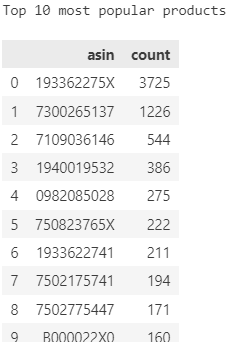 Top 10 most popular products
asin count
0 193362275X 3725
1 7300265137 1226
2 7109036146 544
3 1940019532 386
4 0982085028 275
5 750823765X 222
6 1933622741 211
7 7502175741 194
8 7502775447 171
9 B000022X0 160